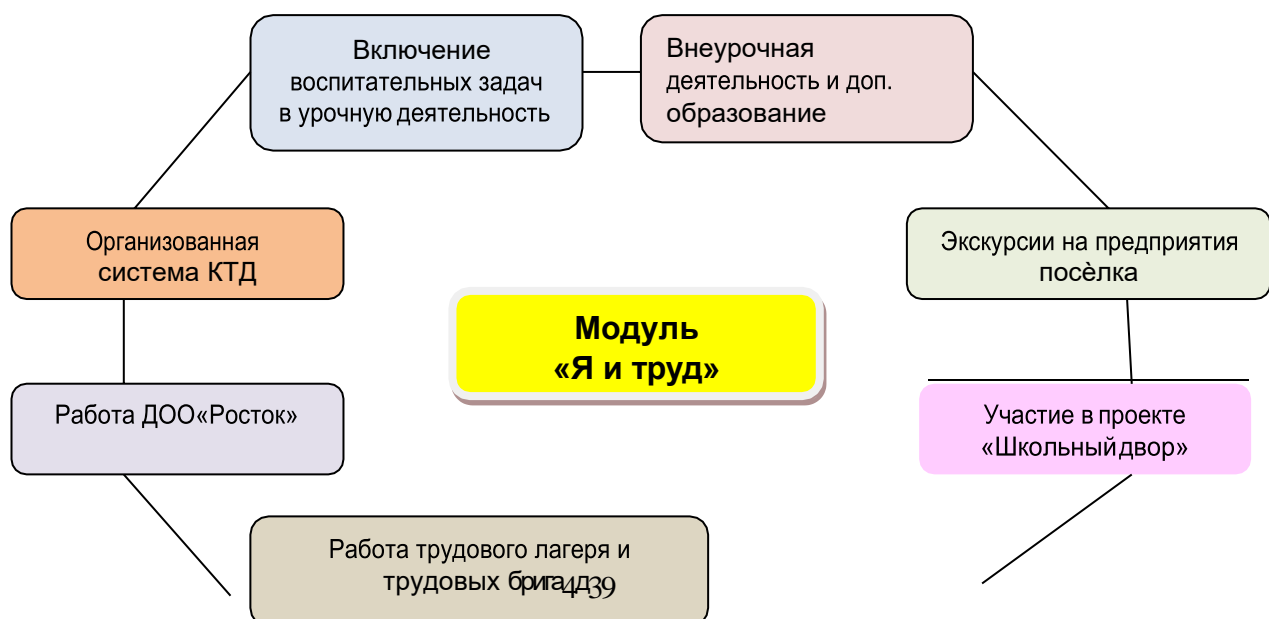 Включение
воспитательных задач
в урочную деятельность
Внеурочная
деятельность и доп.
образование
Организованная
система КТД
Экскурсии на предприятия
посѐлка
Модуль
«Я и труд»
Работа ДОО«Росток»
Участие в проекте
«Школьныйдвор»
Работа трудового лагеря и
трудовых бригад
439